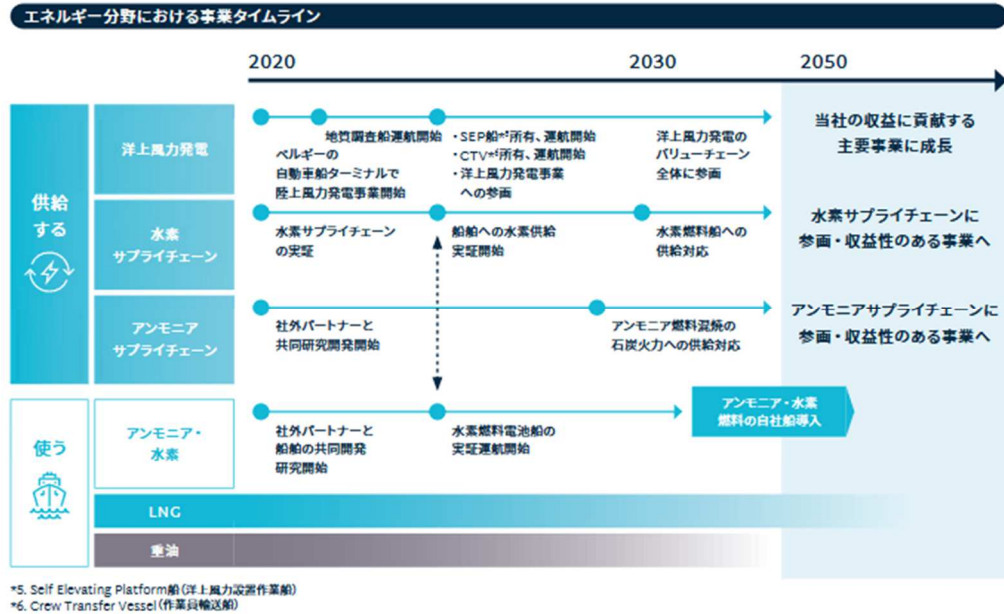 エネルギー分野における事業タイムライン
2020
2030
2050
供給
する
洋上風力発電
ベルギーの
自動車船ターミナルで
陸上風力発電事業開始
地質調査船運航開始
・SEP船*⁵所有、運航開始
・CTV*⁶所有、運航開始
・洋上風力発電事業
への参画
洋上風力発電の
バリューチェーン
全体に参画
当社の収益に貢献する
主要事業に成長
水素
サプライチェーン
水素サプライチェーン
の実証
船舶への水素供給
実証開始
水素燃料船への
供給対応
水素サプライチェーンに
参画・収益性のある事業へ
アンモニア
サプライチェーン
社外パートナーと
共同研究開発開始
アンモニア燃料混焼の
石炭火力への供給対応
アンモニアサプライチェーンに
参画・収益性のある事業へ
使う
アンモニア・
水素
社外パートナーと
船舶の共同開発
研究開始
水素燃料電池船の
実証運航開始
アンモニア・水素
燃料の自社船導入
LNG
重油
*5. Self Elevating Platform船(洋上風力設置作業船)
*6. Crew Transfer Vessel(作業員輸送船)